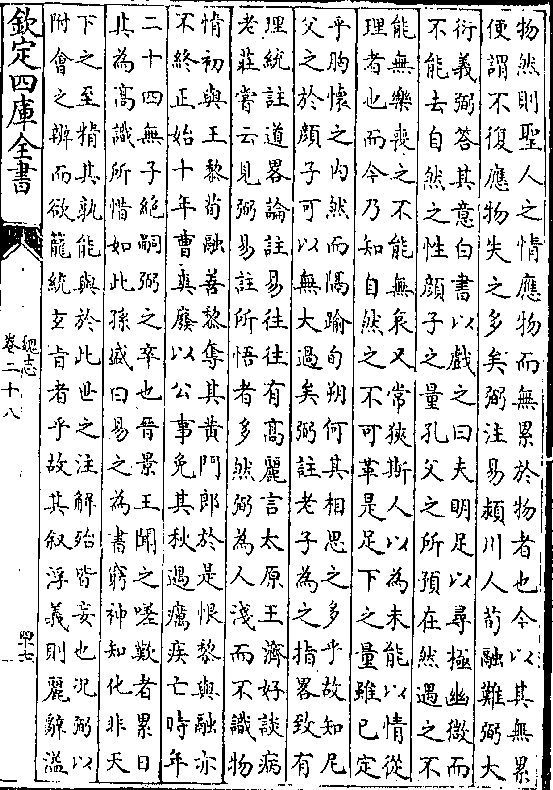 物然則聖人之情應物而無累於物者也今以其無累
便謂不復應物失之多矣弼注易潁川人荀融難弼大
衍義弼答其意白書以戲之曰夫明足以尋極幽微而
不能去自然之性顔子之量孔父之所預在然遇之不
能無樂喪之不能無哀又常狹斯人以為未能以情從
理者也而今乃知自然之不可革是足下之量雖已定
乎胸懷之内然而隔踰旬朔何其相思之多乎故知尼
父之於顔子可以無大過矣弼註老子為之指畧致有
理統註道畧論註易往往有髙麗言太原王濟好談病
老莊嘗云見弼易註所悟者多然弼為人淺而不識物
情初與王黎荀融善黎奪其黄門郎於是恨黎與融亦
不終正始十年曹爽廢以公事免其秋遇癘疾亡時年
二十四無子絶嗣弼之卒也晉景王聞之嗟歎者累日
其為髙識所惜如此孫盛曰易之為書窮神知化非天
下之至精其孰能與於此世之注解殆皆妄也況弼以
附會之辨而欲籠統玄旨者乎故其叙浮義則麗辭溢
欽定四庫全書
魏志
卷二十八
四十七